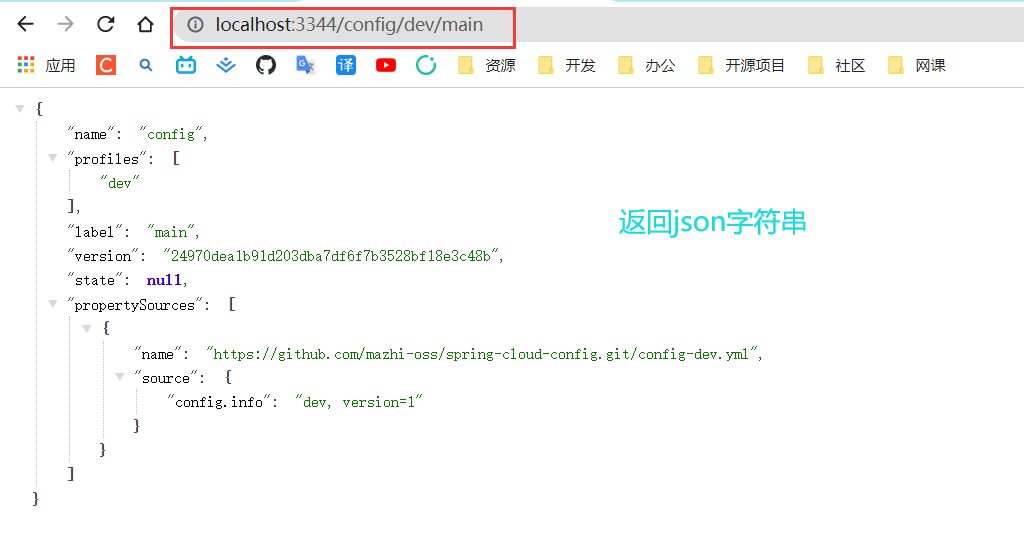 localhost:3344/config/dev/main
应用 C 译 资源 开发 办公 开源项目 社区 网课
{
"name": "config",
"profiles": [
"dev"
],
"label": "main",
"version": "24970dea1b91d203dba7df6f7b3528bf18e3c48b",
"state": null,
"propertySources": [
{
"name": "https://github.com/mazhi-oss/spring-cloud-config.git/config-dev.yml",
"source": {
"config.info": "dev, version=1"
}
}
]
}
返回json字符串